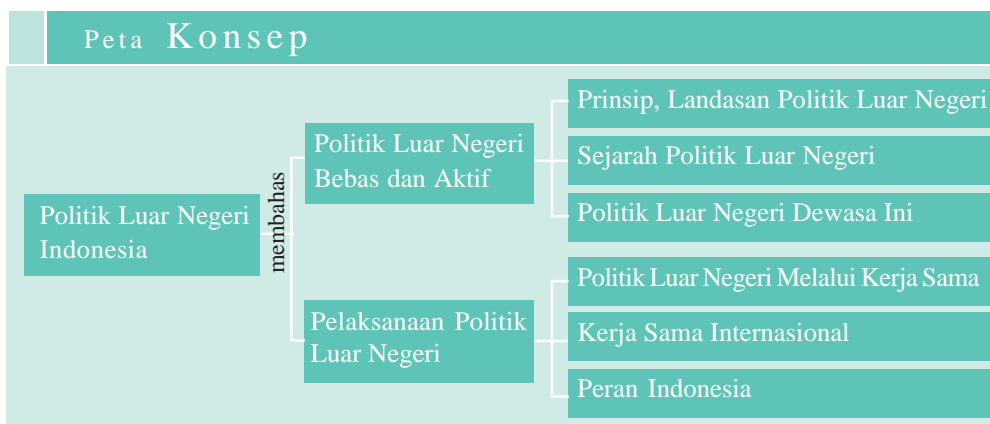 Peta Konsep
Politik Luar Negeri
Indonesia
membahas
Politik Luar Negeri
Bebas dan Aktif
Prinsip, Landasan Politik Luar Negeri
Sejarah Politik Luar Negeri
Politik Luar Negeri Dewasa Ini
Pelaksanaan Politik
Luar Negeri
Politik Luar Negeri Melalui Kerja Sama
Kerja Sama Internasional
Peran Indonesia